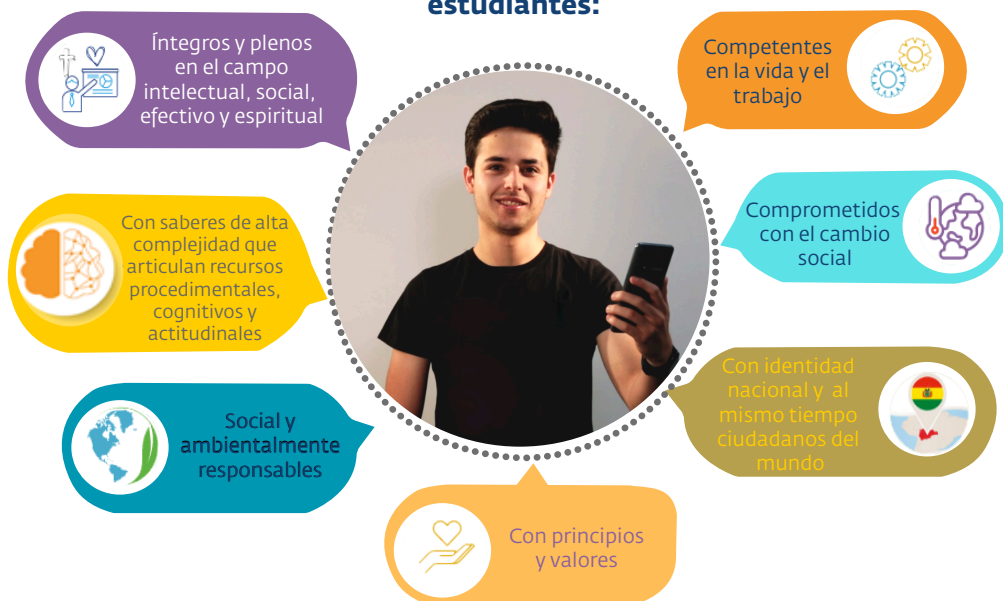 estudiantes:
Íntegros y plenos
en el campo
intelectual, social,
efectivo y espiritual
Competentes
en la vida y el
trabajo
Con saberes de alta
complejidad que
articulan recursos
procedimentales,
cognitivos y
actitudinales
Comprometidos
con el cambio
social
Social y
ambientalmente
responsables
Con identidad
nacional y al
mismo tiempo
ciudadanos del
mundo
Con principios
y valores